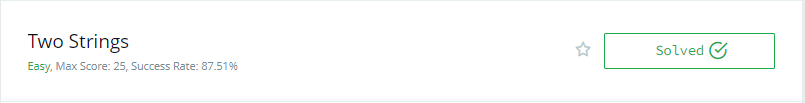 Two Strings
Solved
Easy, Max Score: 25, Success Rate: 87.51%